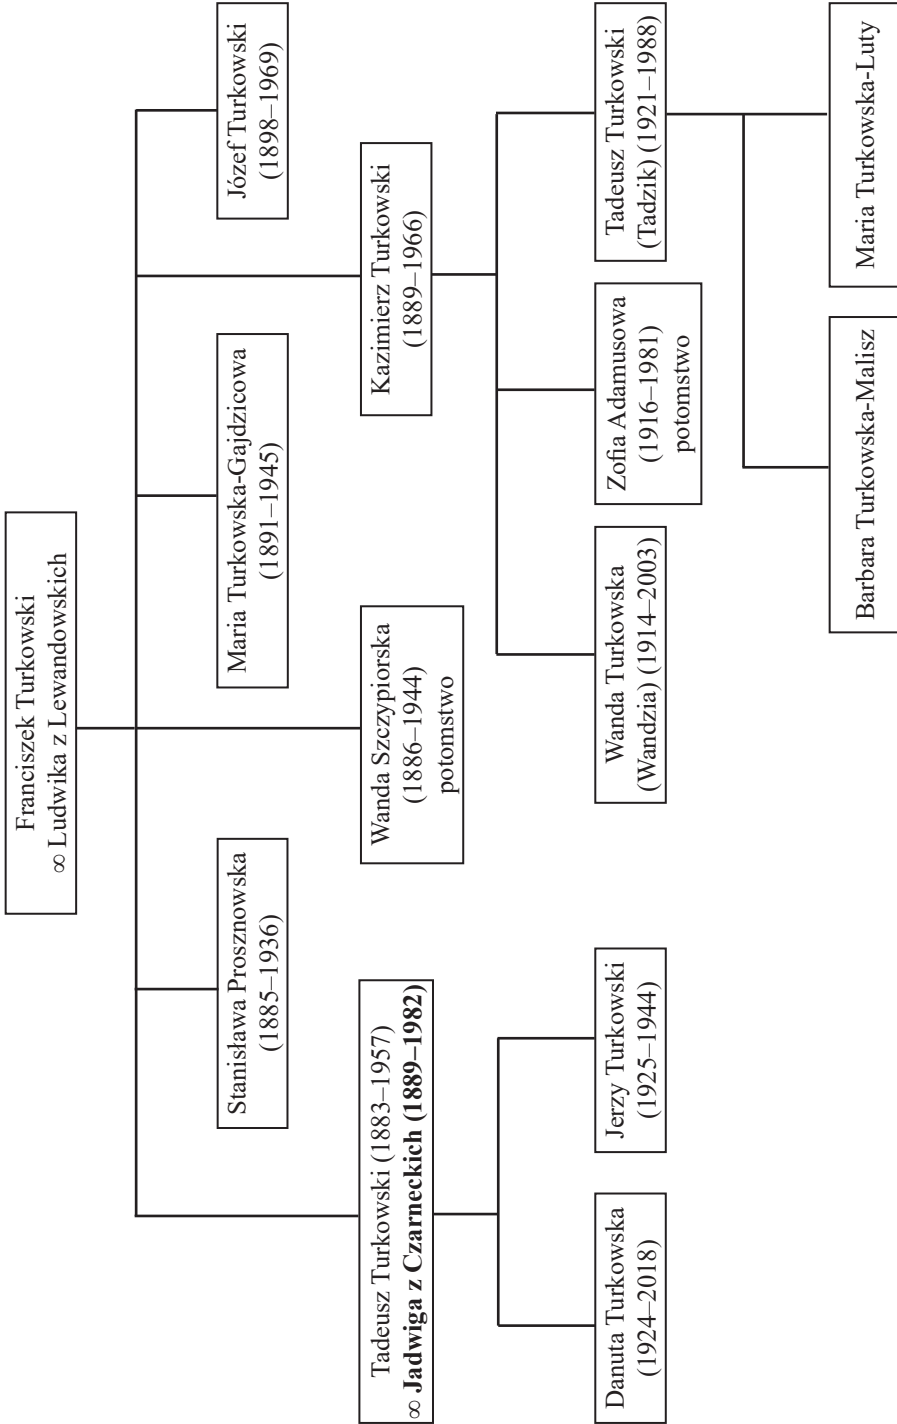 Franciszek Turkowski
∞ Ludwika z Lewandowskich
Stanisława Prosznowska
(1885–1936)
Maria Turkowska-Gajdzicowa
(1891–1945)
Józef Turkowski
(1898–1969)
Tadeusz Turkowski (1883–1957)
∞ Jadwiga z Czarneckich (1889–1982)
Wanda Szczypiorska
(1886–1944)
potomstwo
Kazimierz Turkowski
(1889–1966)
Danuta Turkowska
(1924–2018)
Jerzy Turkowski
(1925–1944)
Wanda Turkowska
(Wandzia) (1914–2003)
Zofia Adamusowa
(1916–1981)
potomstwo
Tadeusz Turkowski
(Tadzik) (1921–1988)
Barbara Turkowska-Malisz
Maria Turkowska-Luty